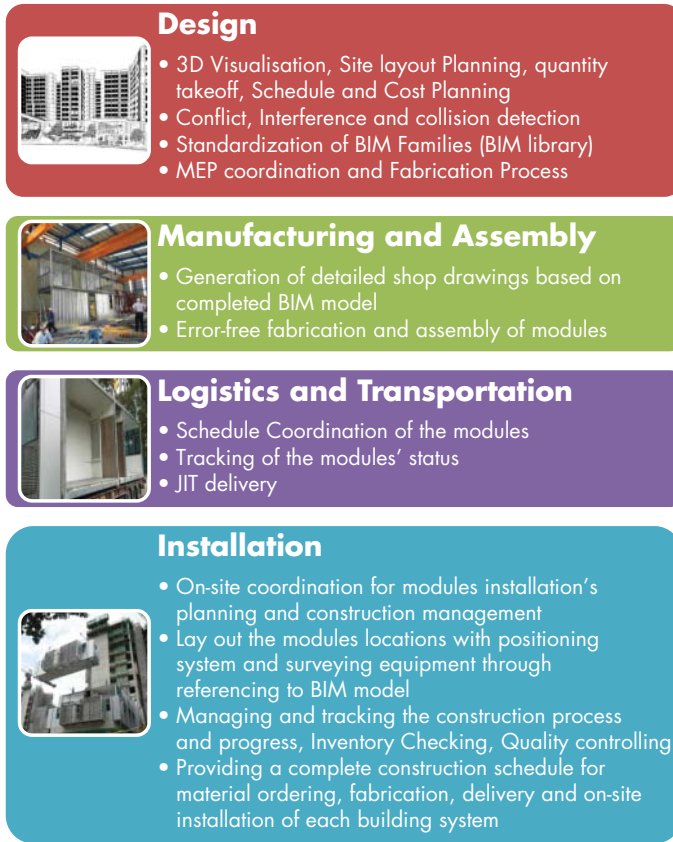 Design
• 3D Visualisation, Site layout Planning, quantity
takeoff, Schedule and Cost Planning
• Conflict, Interference and collision detection
• Standardization of BIM Families (BIM library)
• MEP coordination and Fabrication Process
Manufacturing and Assembly
• Generation of detailed shop drawings based on
completed BIM model
• Error-free fabrication and assembly of modules
Logistics and Transportation
• Schedule Coordination of the modules
• Tracking of the modules’ status
• JIT delivery
Installation
• On-site coordination for modules installation’s
planning and construction management
• Lay out the modules locations with positioning
system and surveying equipment through
referencing to BIM model
• Managing and tracking the construction process
and progress, Inventory Checking, Quality controlling
• Providing a complete construction schedule for
material ordering, fabrication, delivery and on-site
installation of each building system